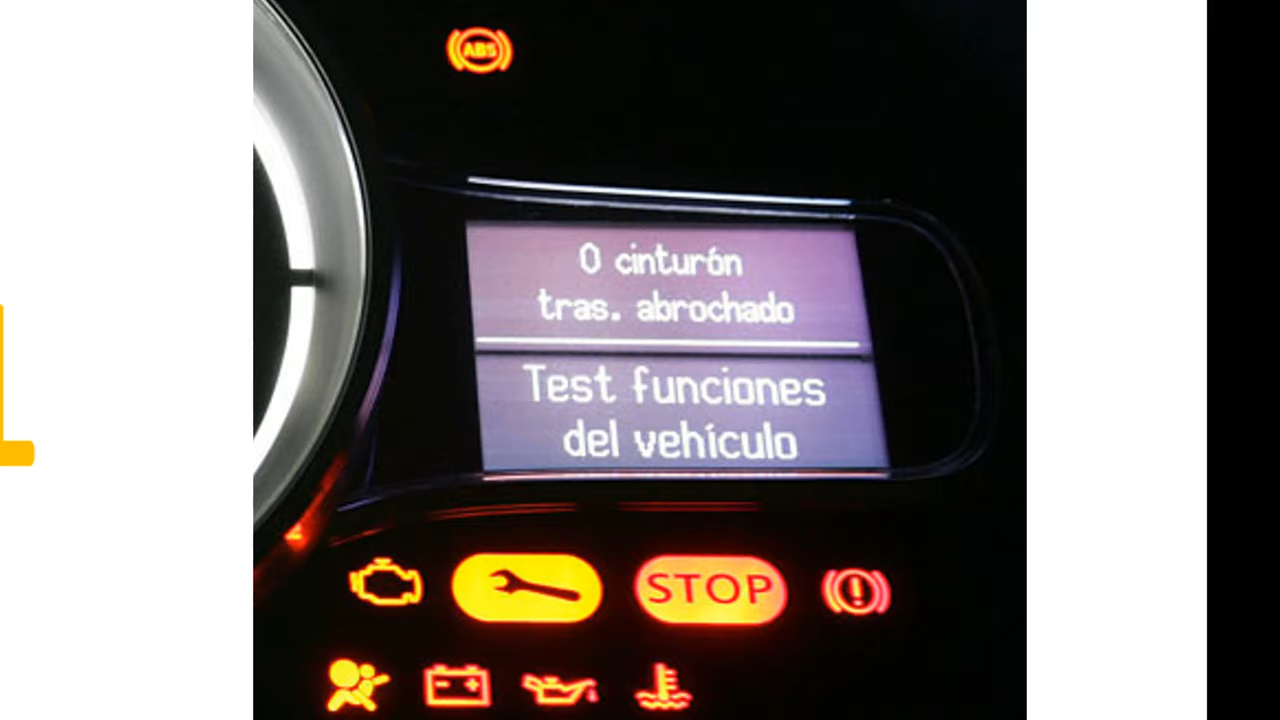 ABS
0 cinturón
tras. abrochado
Test funciones
del vehículo
STOP